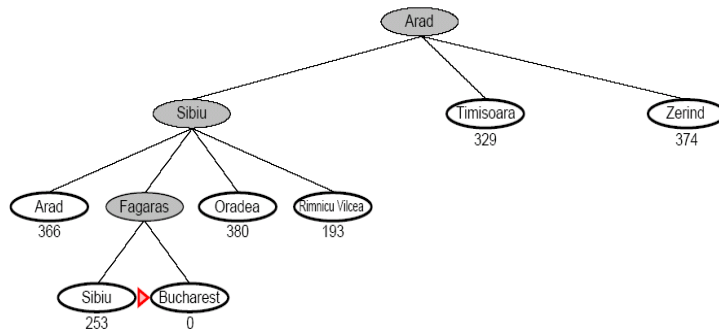 Arad
Sibiu
Timisoara
Zerind
329
374
Arad
Fagaras
Oradea
Rimnicu Vilcea
366
380
193
Sibiu
Bucharest
253
0